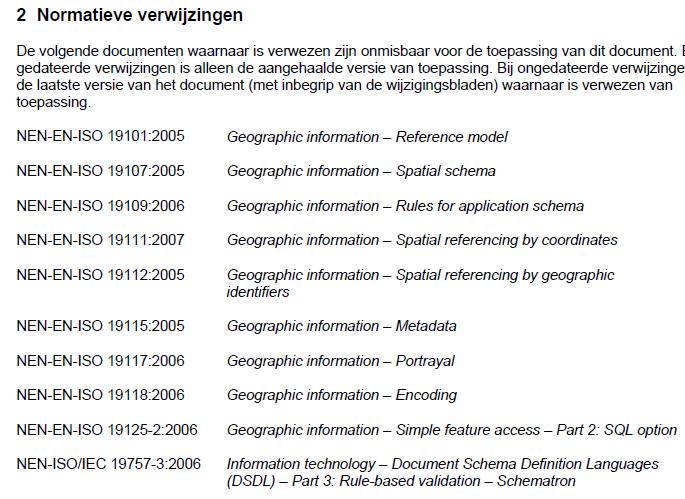 2 Normatieve verwijzingen
De volgende documenten waarnaar is verwezen zijn onmisbaar voor de toepassing van dit document.
gedateerde verwijzingen is alleen de aangehaalde versie van toepassing. Bij ongedateerde verwijzinge
de laatste versie van het document (met inbegrip van de wijzigingsbladen) waarnaar is verwezen van
toepassing.
NEN-EN-ISO 19101:2005 Geographic information – Reference model
NEN-EN-ISO 19107:2005 Geographic information – Spatial schema
NEN-EN-ISO 19109:2006 Geographic information – Rules for application schema
NEN-EN-ISO 19111:2007 Geographic information – Spatial referencing by coordinates
NEN-EN-ISO 19112:2005 Geographic information – Spatial referencing by geographic
identifiers
NEN-EN-ISO 19115:2005 Geographic information – Metadata
NEN-EN-ISO 19117:2006 Geographic information – Portrayal
NEN-EN-ISO 19118:2006 Geographic information – Encoding
NEN-EN-ISO 19125-2:2006 Geographic information – Simple feature access – Part 2: SQL option
NEN-ISO/IEC 19757-3:2006 Information technology – Document Schema Definition Languages
(DSDL) – Part 3: Rule-based validation – Schematron